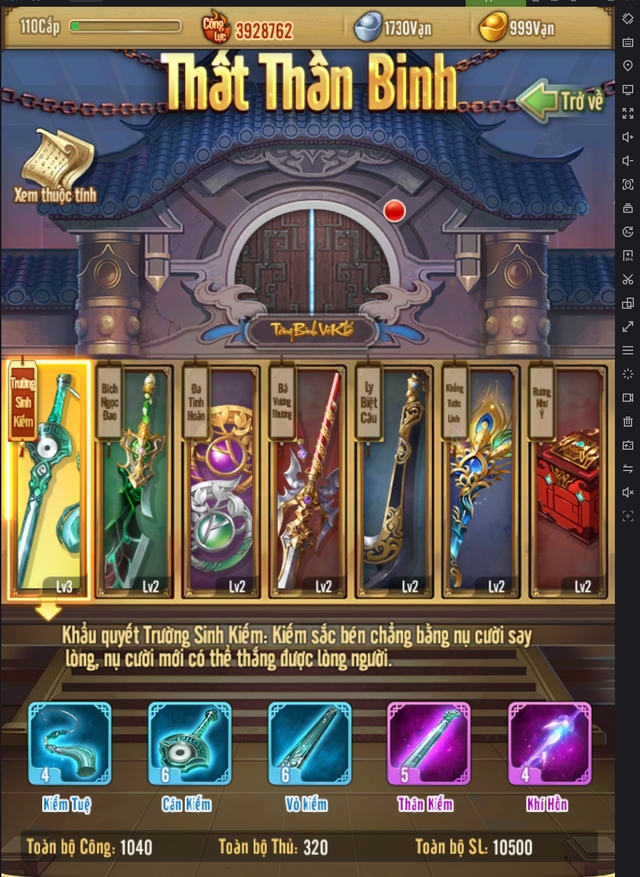 110Cấp
Công Lực
3928762
1730Vạn
999Vạn
Thất Thần Binh
Trở về
Xem thuộc tính
Tàng Binh Võ Khố
Trường Sinh Kiếm
Bích Ngọc Đao
Đa Tình Hoàn
Bá Vương Thương
Ly Biệt Câu
Khổng Tước Linh
Rương Như Ý
Lv3
Lv2
Lv2
Lv2
Lv2
Lv2
Lv2
Khẩu quyết Trường Sinh Kiếm: Kiếm sắc bén chẳng bằng nụ cười say
lòng, nụ cười mới có thể thắng được lòng người.
4
6
6
5
4
Kiếm Tuệ
Cán Kiếm
Vỏ kiếm
Thân Kiếm
Khí Hồn
Toàn bộ Công: 1040
Toàn bộ Thủ: 320
Toàn bộ SL: 10500